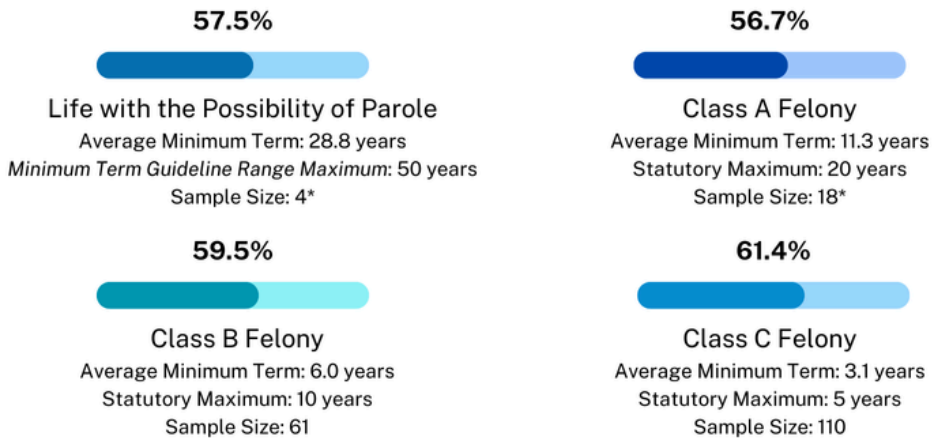 57.5%
Life with the Possibility of Parole
Average Minimum Term: 28.8 years
Minimum Term Guideline Range Maximum: 50 years
Sample Size: 4*
56.7%
Class A Felony
Average Minimum Term: 11.3 years
Statutory Maximum: 20 years
Sample Size: 18*
59.5%
Class B Felony
Average Minimum Term: 6.0 years
Statutory Maximum: 10 years
Sample Size: 61
61.4%
Class C Felony
Average Minimum Term: 3.1 years
Statutory Maximum: 5 years
Sample Size: 110